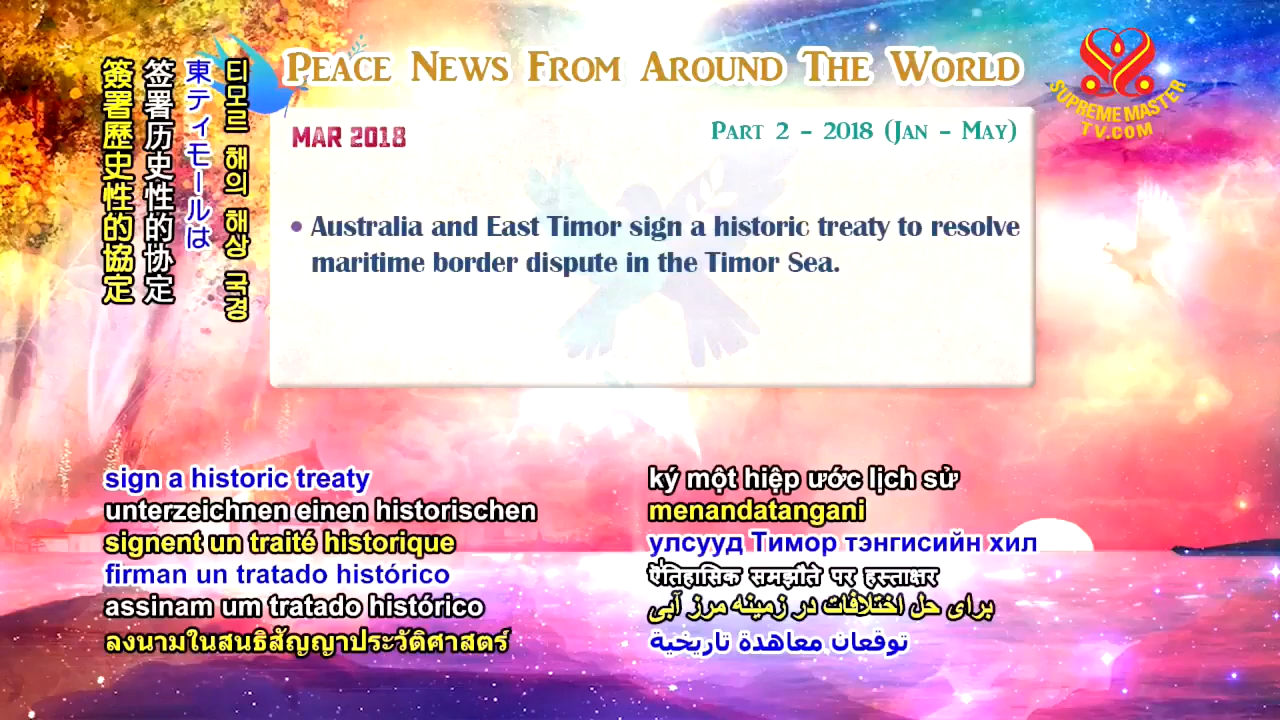 PEACE NEWS FROM AROUND THE WORLD
SUPREME MASTER
TV.COM
MAR 2018
PART 2 - 2018 (JAN - MAY)
• Australia and East Timor sign a historic treaty to resolve
maritime border dispute in the Timor Sea.
티모르 해의 해상 국경
東ティモールは
签署历史性的协定
簽署歷史性的協定
sign a historic treaty
unterzeichnen einen historischen
signent un traité historique
firman un tratado histórico
assinam um tratado histórico
ลงนามในสนธิสัญญาประวัติศาสตร์
ký một hiệp ước lịch sử
menandatangani
улсууд Тимор тэнгисийн хил
ऐतिहासिक समझौते पर हस्ताक्षर
برای حل اختلافات در زمینه مرز آبی
توقعان معاهدة تاريخية